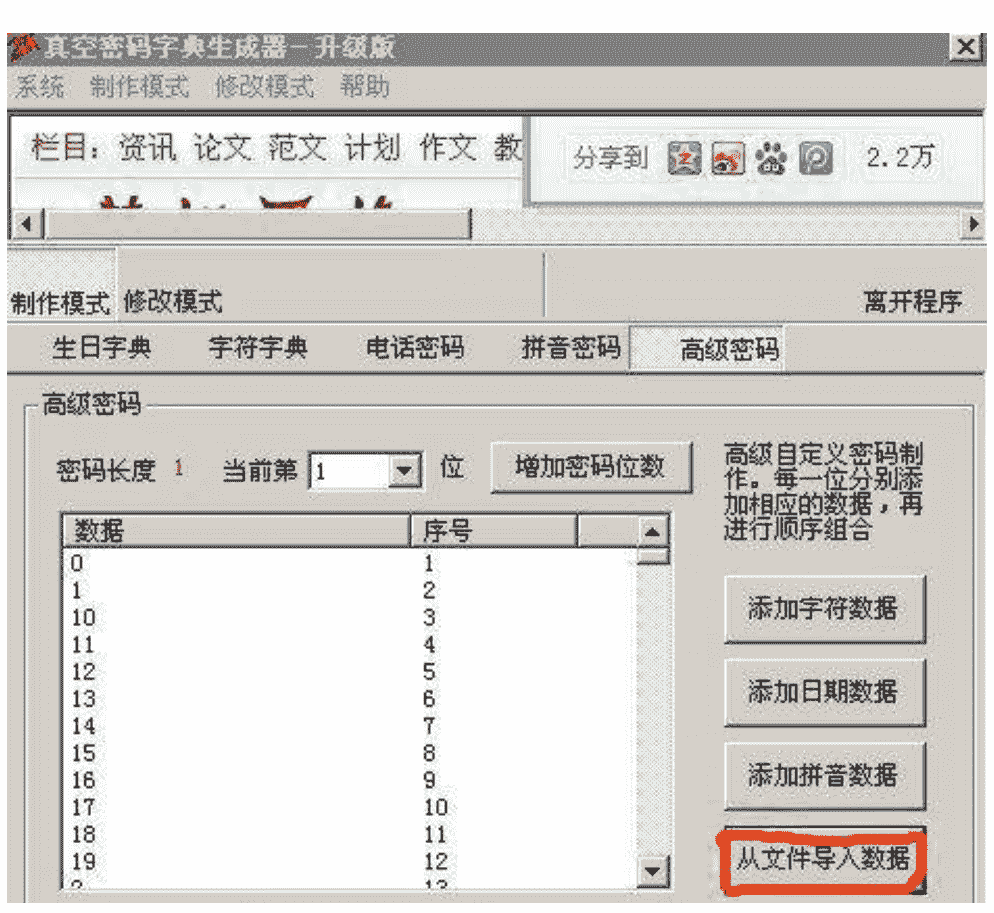 真空密码字典生成器-升级版
系统 制作模式 修改模式 帮助
栏目: 资讯 论文 范文 计划 作文 教
分享到 2.2万
制作模式 修改模式 离开程序
生日字典 字符字典 电话密码 拼音密码 高级密码
高级密码
密码长度 1 当前第 1 位 增加密码位数
高级自定义密码制
作。每一位分别添
加相应的数据,再
进行顺序组合
数据 序号
0 1
1 2
10 3
11 4
12 5
13 6
14 7
15 8
16 9
17 10
18 11
19 12
2 13
添加字符数据
添加日期数据
添加拼音数据
从文件导入数据